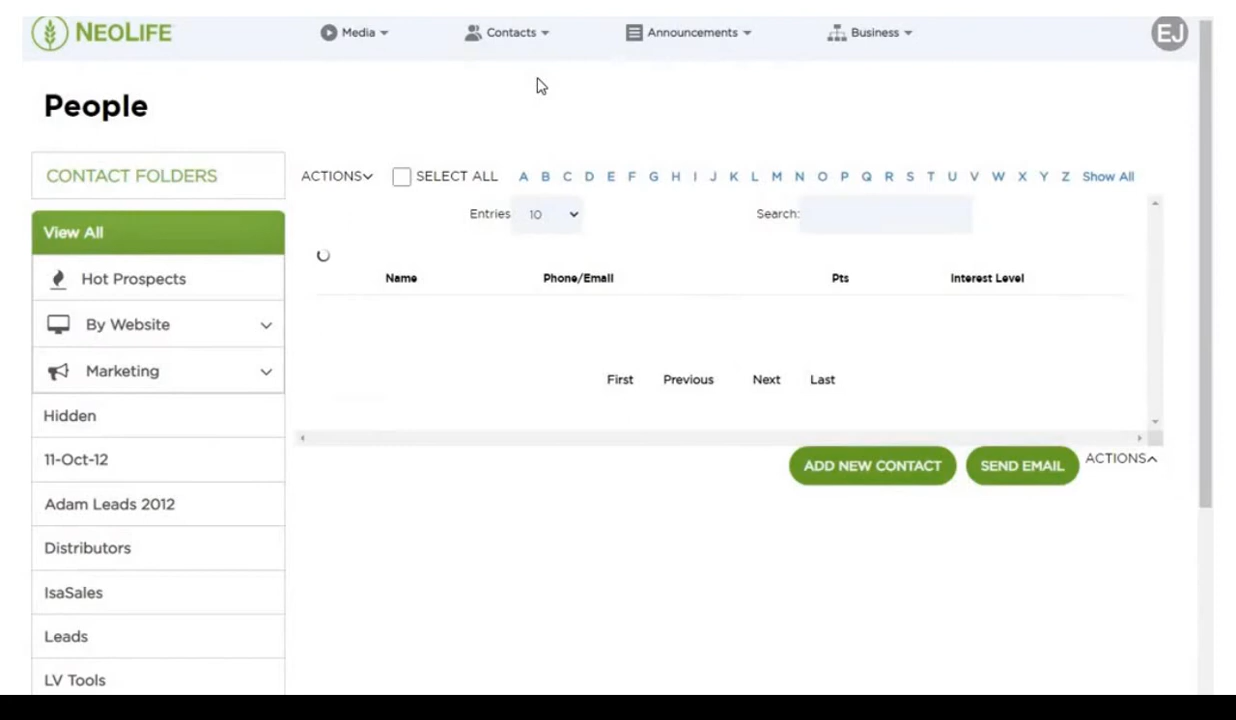 NEOLIFE
Media
Contacts
Announcements
Business
EJ
People
CONTACT FOLDERS
ACTIONS
SELECT ALL
A B C D E F G H I J K L M N O P Q R S T U V W X Y Z Show All
View All
Entries 10
Search:
Hot Prospects
Name
Phone/Email
Pts
Interest Level
By Website
Marketing
First
Previous
Next
Last
Hidden
11-Oct-12
ADD NEW CONTACT
SEND EMAIL
ACTIONS
Adam Leads 2012
Distributors
IsaSales
Leads
LV Tools